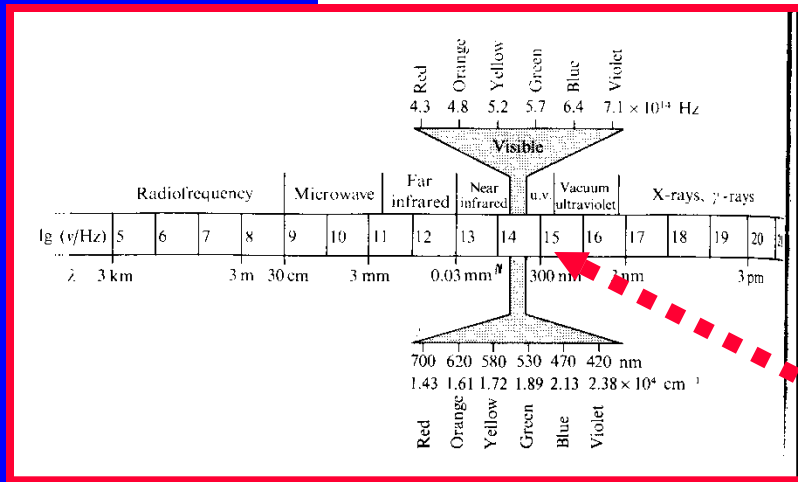 Red Orange Yellow Green Blue Violet
4.3 4.8 5.2 5.7 6.4 7.1 × 10¹⁴ Hz
Visible
Radiofrequency Microwave Far infrared Near infrared u.v. Vacuum ultraviolet X-rays, γ-rays
lg (ν/Hz) 5 6 7 8 9 10 11 12 13 14 15 16 17 18 19 20
λ 3 km 3 m 30 cm 3 mm 0.03 mm 300 nm nm 3 pm
700 620 580 530 470 420 nm
1.43 1.61 1.72 1.89 2.13 2.38 × 10⁴ cm⁻¹
Red Orange Yellow Green Blue Violet